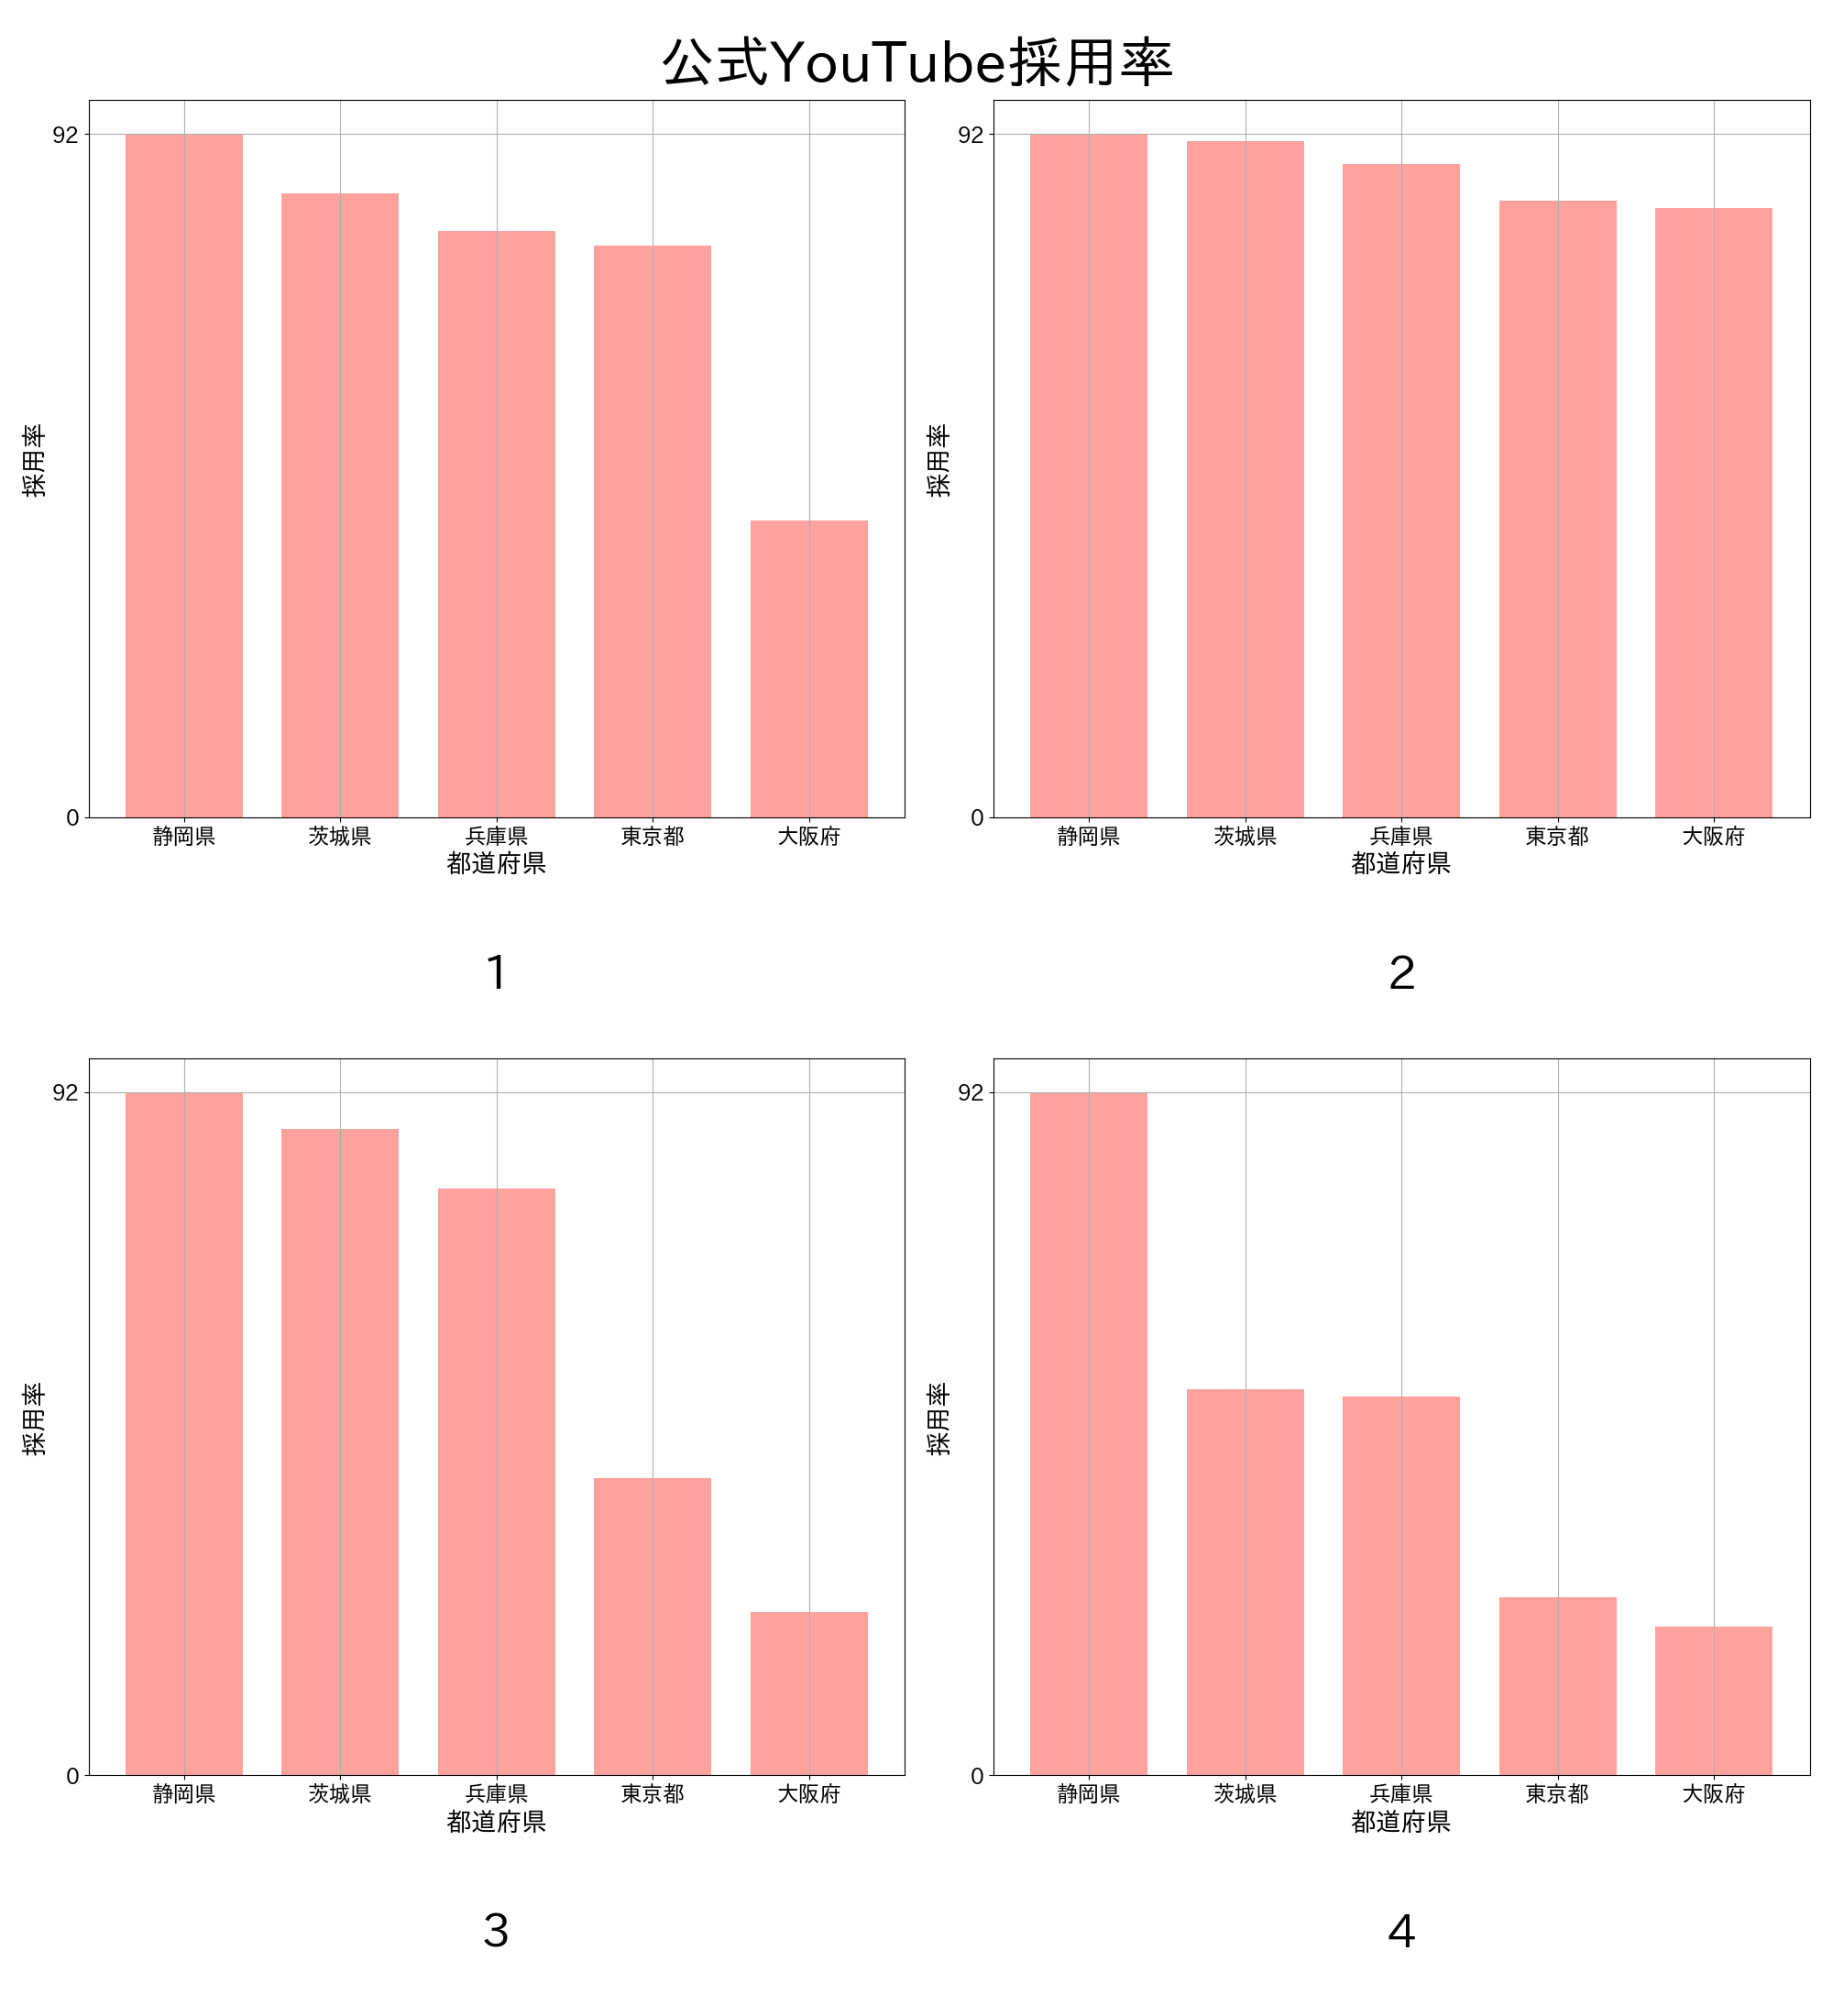 公式YouTube採用率
92
0
採用率
静岡県 茨城県 兵庫県 東京都 大阪府
都道府県
1
92
0
採用率
静岡県 茨城県 兵庫県 東京都 大阪府
都道府県
2
92
0
採用率
静岡県 茨城県 兵庫県 東京都 大阪府
都道府県
3
92
0
採用率
静岡県 茨城県 兵庫県 東京都 大阪府
都道府県
4